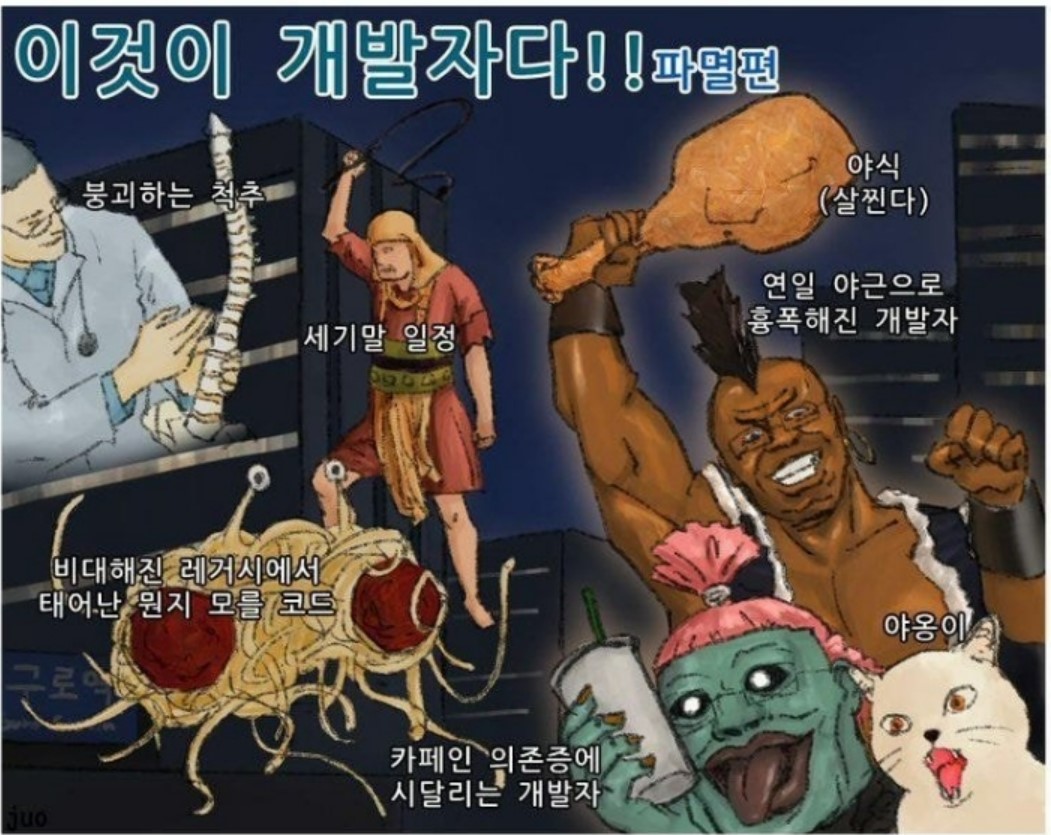 이것이 개발자다!! 파멸편
붕괴하는 척추
야식
(살찐다)
연일 야근으로
흉폭해진 개발자
세기말 일정
비대해진 레거시에서
태어난 뭔지 모를 코드
야옹이
구로역
카페인 의존증에
시달리는 개발자
juo